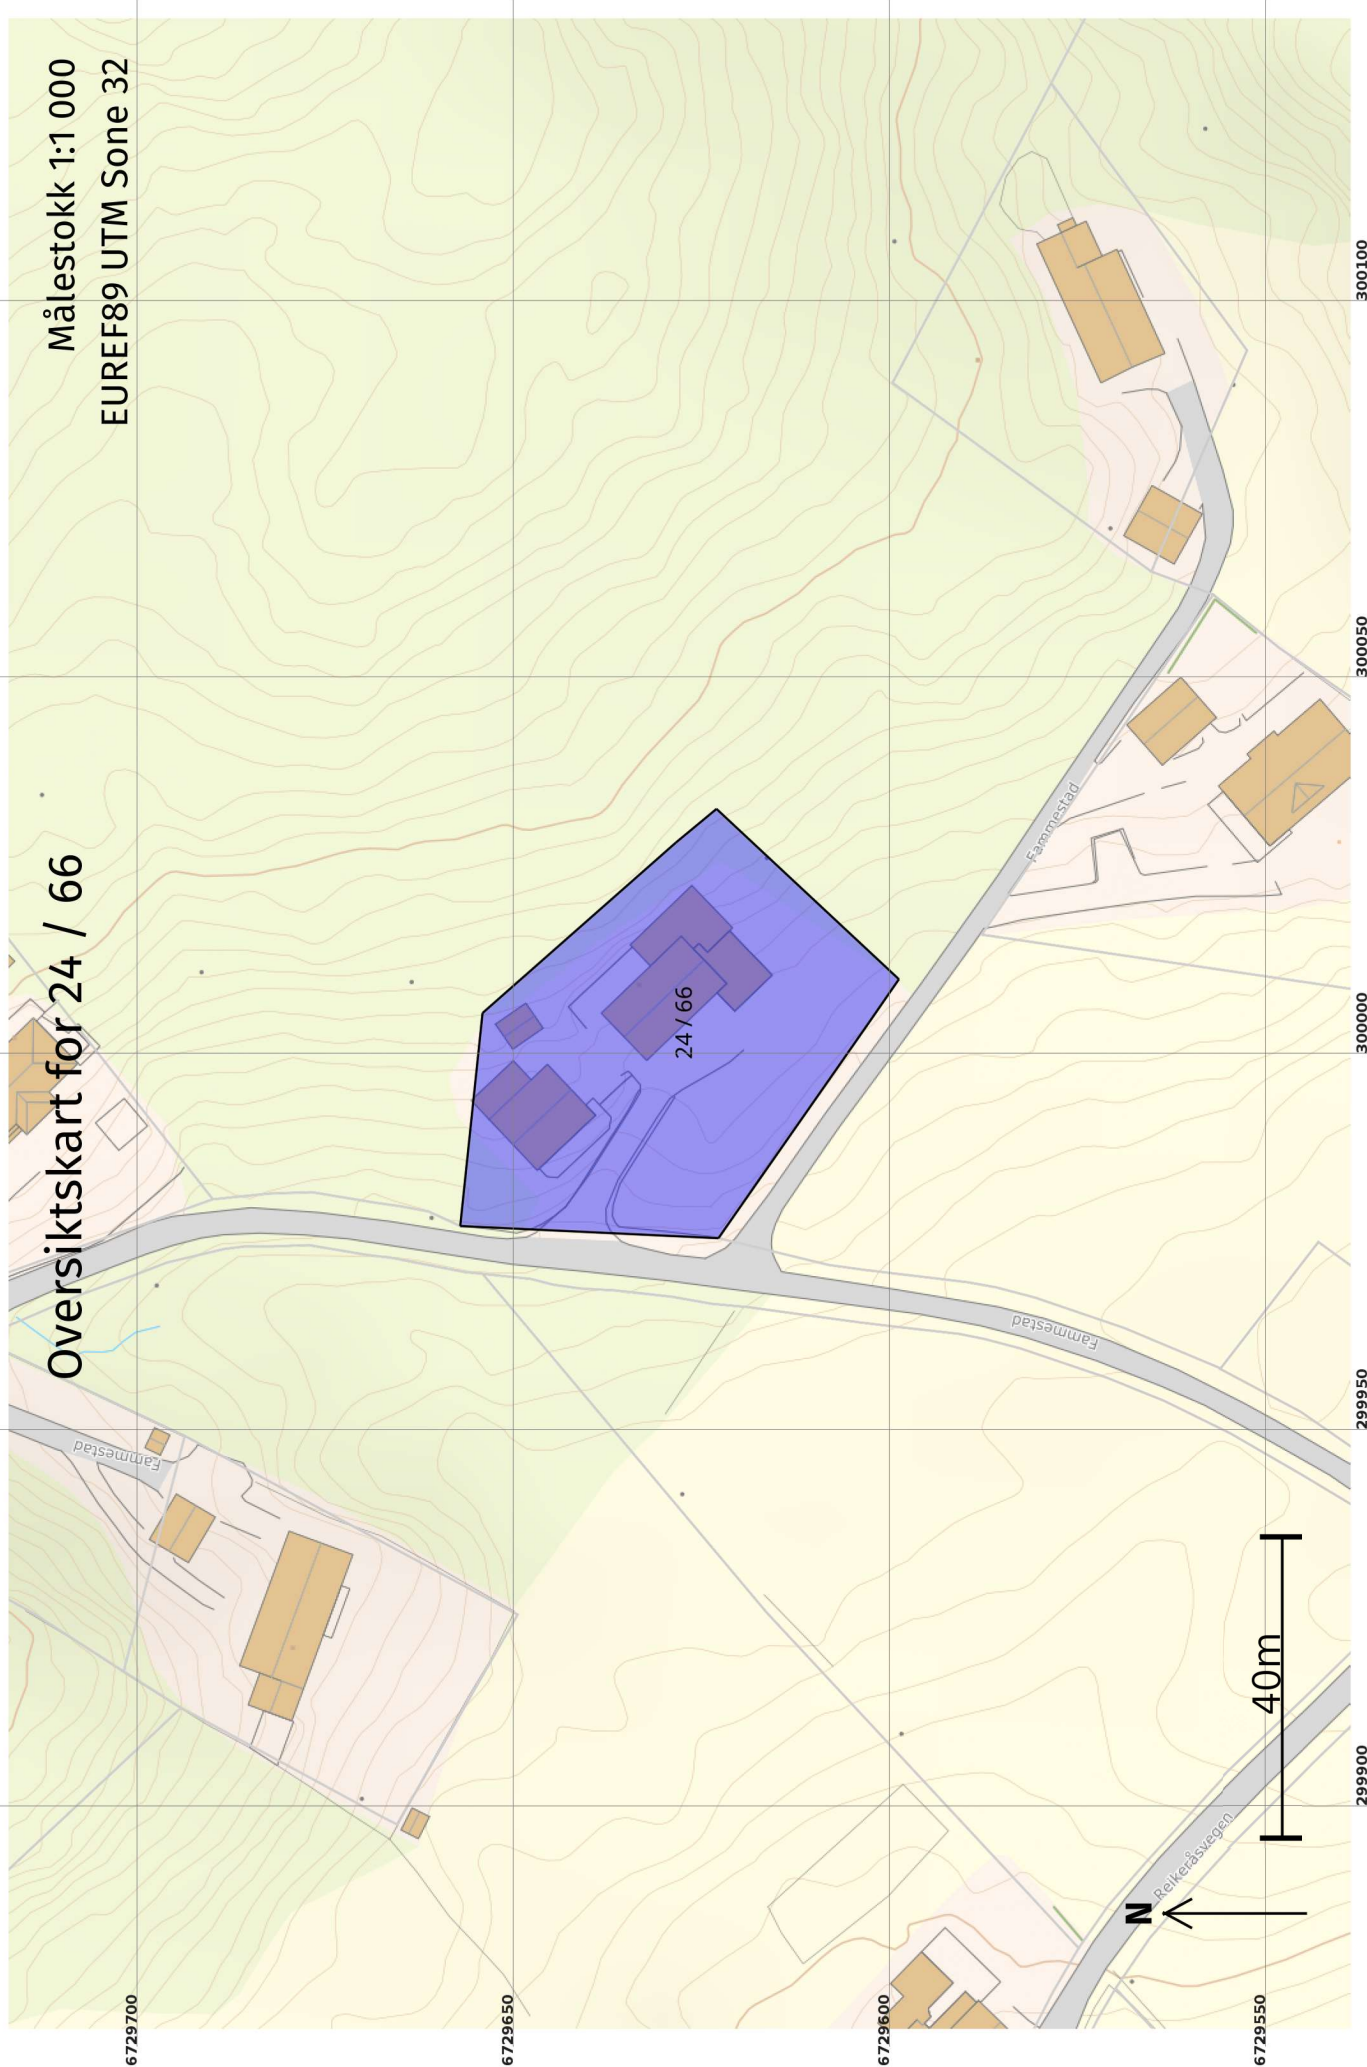 Oversiktskart for 24 / 66
Målestokk 1:1 000
EUREF89 UTM Sone 32
6729700
6729650
6729600
6729550
Fammestad
24 / 66
Fammestad
Fammestad
Reikeråsvegen
N
40m
299900
299950
300000
300050
300100